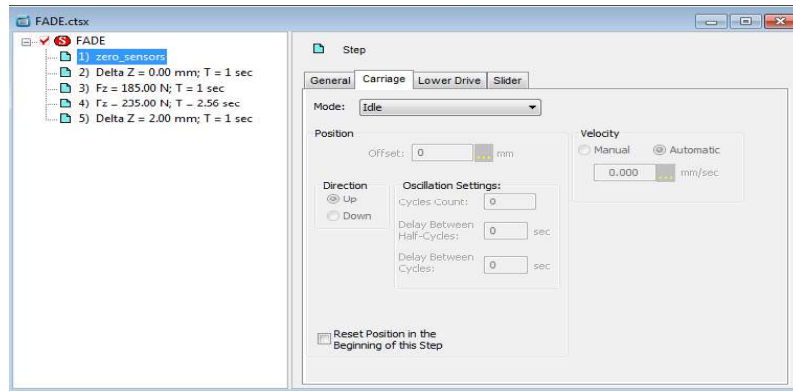 FADE.ctsx
FADE
1) zero_sensors
2) Delta Z = 0.00 mm; T = 1 sec
3) Fz = 185.00 N; T = 1 sec
4) Fz = 235.00 N; T = 2.56 sec
5) Delta Z = 2.00 mm; T = 1 sec
Step
General Carriage Lower Drive Slider
Mode: Idle
Position
Offset: 0 ... mm
Direction
Up
Down
Oscillation Settings:
Cycles Count: 0
Delay Between
Half-Cycles: 0 sec
Delay Between
Cycles: 0 sec
Reset Position in the
Beginning of this Step
Velocity
Manual Automatic
0.000 ... mm/sec